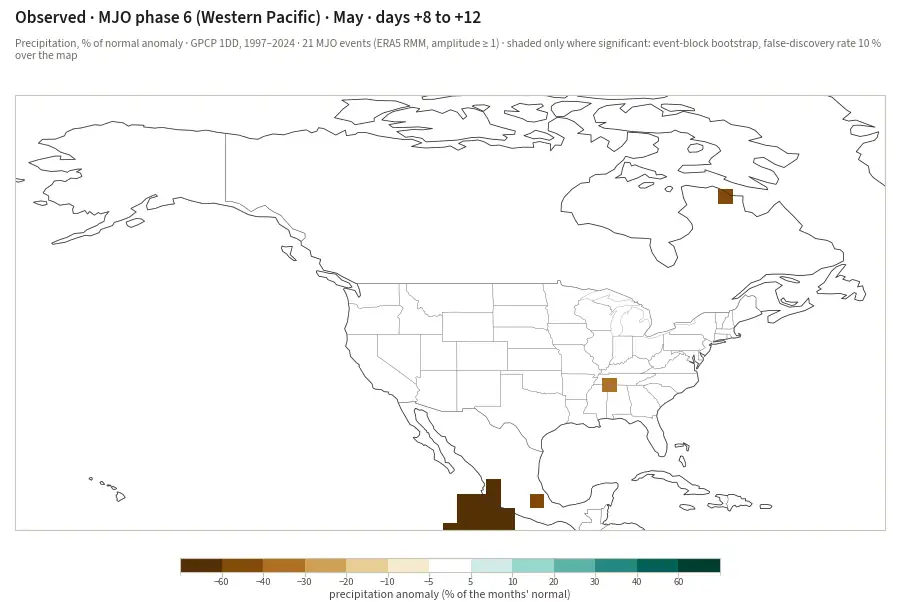 Observed · MJO phase 6 (Western Pacific) · May · days +8 to +12
Precipitation, % of normal anomaly · GPCP 1DD, 1997–2024 · 21 MJO events (ERA5 RMM, amplitude ≥ 1) · shaded only where significant: event-block bootstrap, false-discovery rate 10 %
over the map
−60 −40 −30 −20 −10 −5 5 10 20 30 40 60
precipitation anomaly (% of the months' normal)